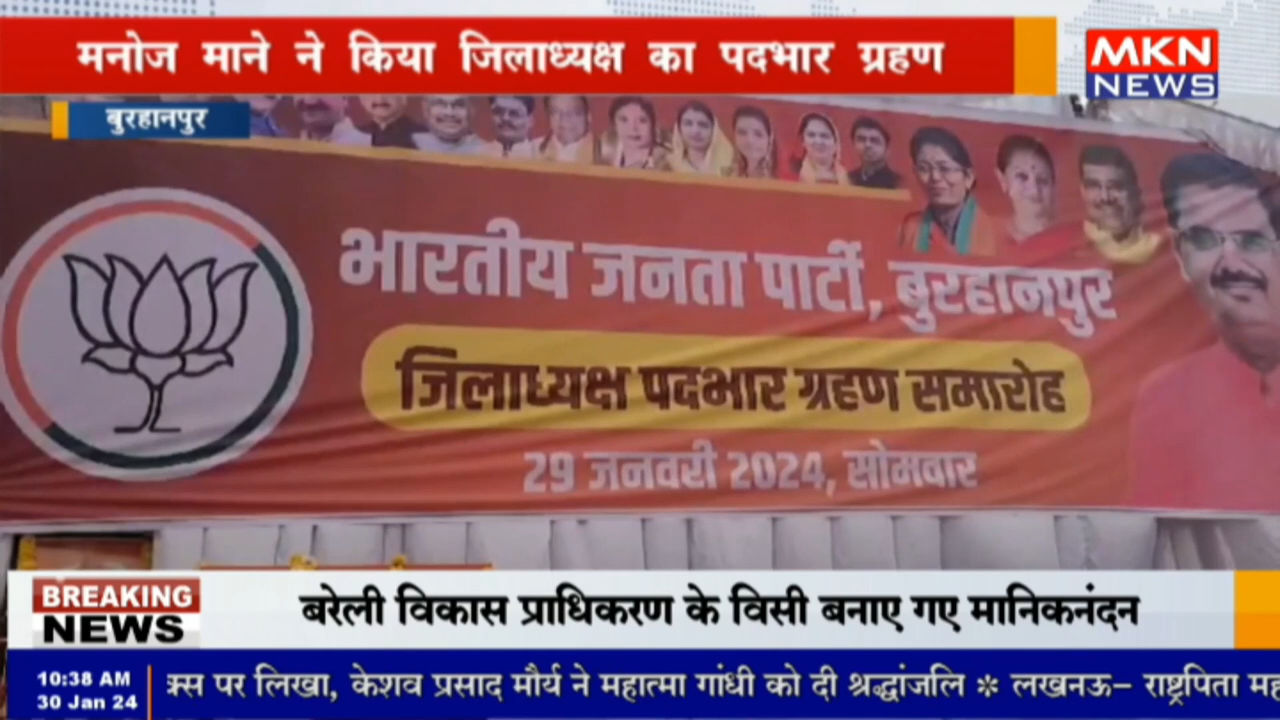 मनोज माने ने किया जिलाध्यक्ष का पदभार ग्रहण
MKN
NEWS
बुरहानपुर
भारतीय जनता पार्टी, बुरहानपुर
जिलाध्यक्ष पदभार ग्रहण समारोह
29 जनवरी 2024, सोमवार
BREAKING
NEWS
बरेली विकास प्राधिकरण के विसी बनाए गए मानिकनंदन
10:38 AM
30 Jan 24
पर लिखा, केशव प्रसाद मौर्य ने महात्मा गांधी को दी श्रद्धांजलि * लखनऊ– राष्ट्रपिता